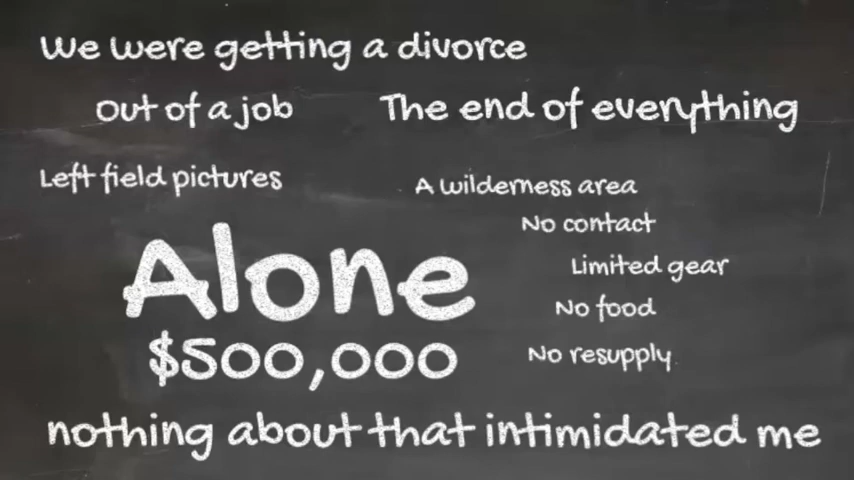 We were getting a divorce
Out of a job
The end of everything
Left field pictures
A wilderness area
No contact
Limited gear
No food
No resupply
Alone
$500,000
nothing about that intimidated me